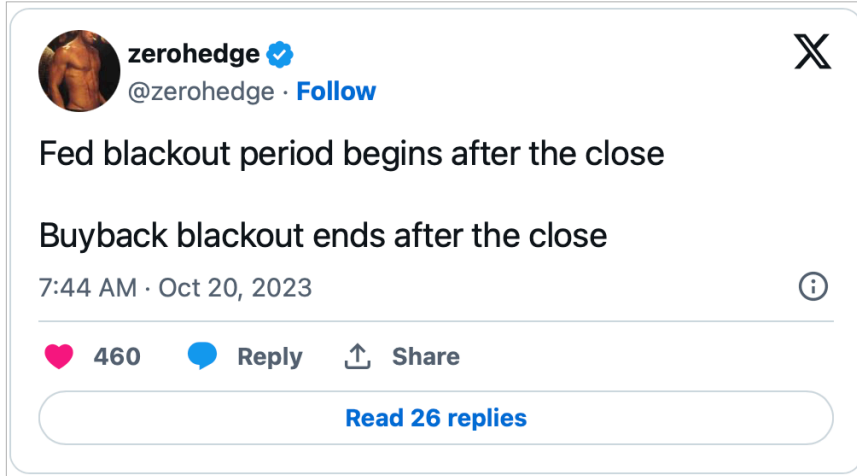 zerohedge
@zerohedge · Follow
Fed blackout period begins after the close
Buyback blackout ends after the close
7:44 AM · Oct 20, 2023
460 Reply Share
Read 26 replies